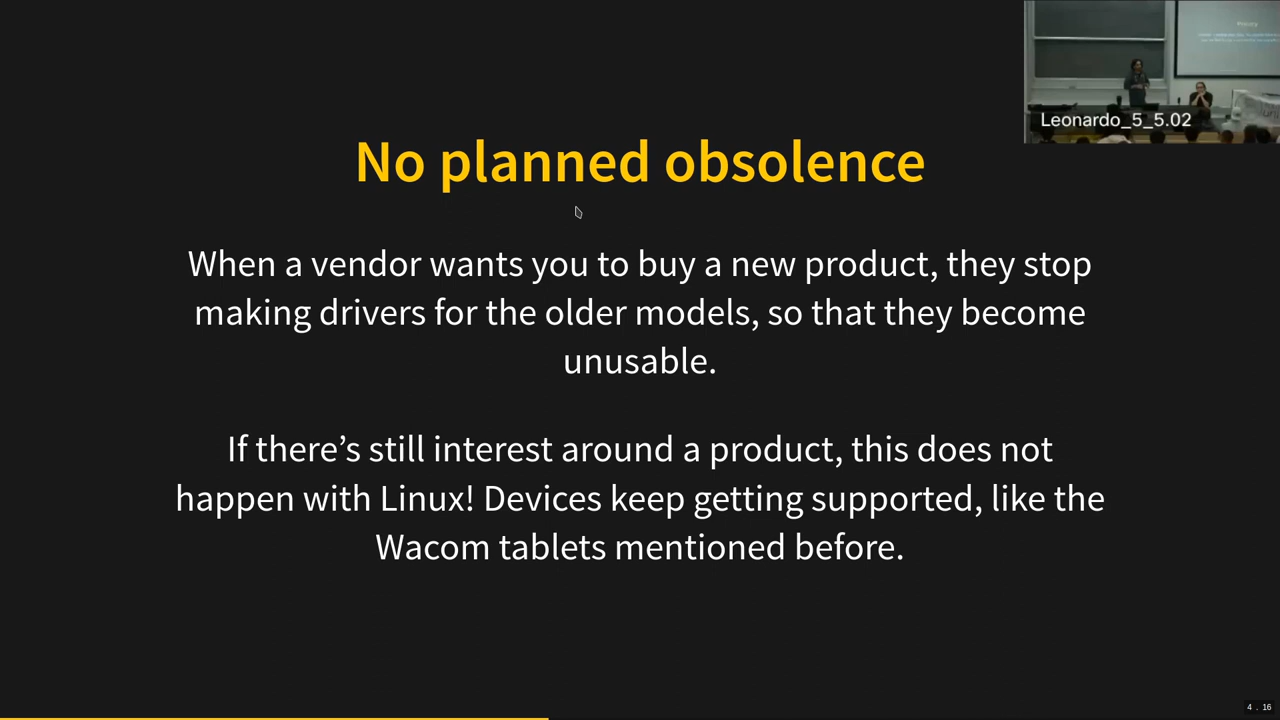 No planned obsolence
When a vendor wants you to buy a new product, they stop
making drivers for the older models, so that they become
unusable.
If there’s still interest around a product, this does not
happen with Linux! Devices keep getting supported, like the
Wacom tablets mentioned before.
Privacy
Leonardo_5_5.02
4 . 16